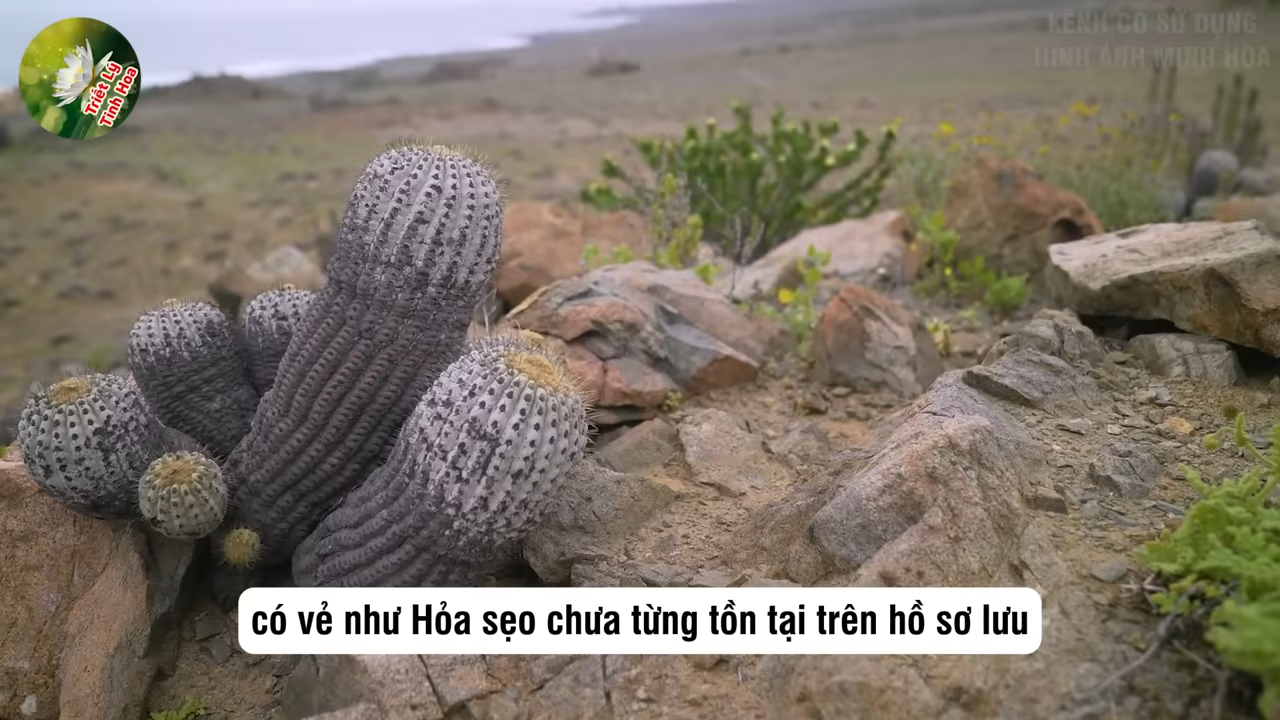 KÊNH CÓ SỬ DỤNG
HÌNH ẢNH MINH HỌA
Triết Lý
Tinh Hoa
có vẻ như Hỏa sẹo chưa từng tồn tại trên hồ sơ lưu